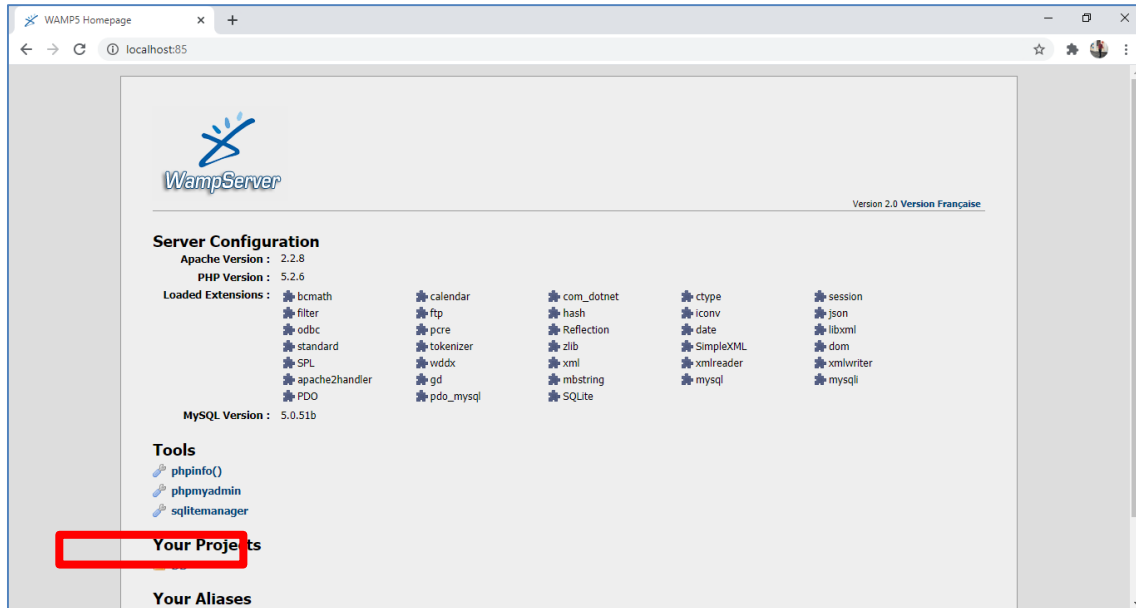 WAMP5 Homepage
localhost:85
WampServer
Version 2.0 Version Française
Server Configuration
Apache Version : 2.2.8
PHP Version : 5.2.6
Loaded Extensions : bcmath calendar com_dotnet ctype session
filter ftp hash iconv json
odbc pcre Reflection date libxml
standard tokenizer zlib SimpleXML dom
SPL wddx xml xmlreader xmlwriter
apache2handler gd mbstring mysql mysqli
PDO pdo_mysql SQLite
MySQL Version : 5.0.51b
Tools
phpinfo()
phpmyadmin
sqlitemanager
Your Projects
Your Aliases